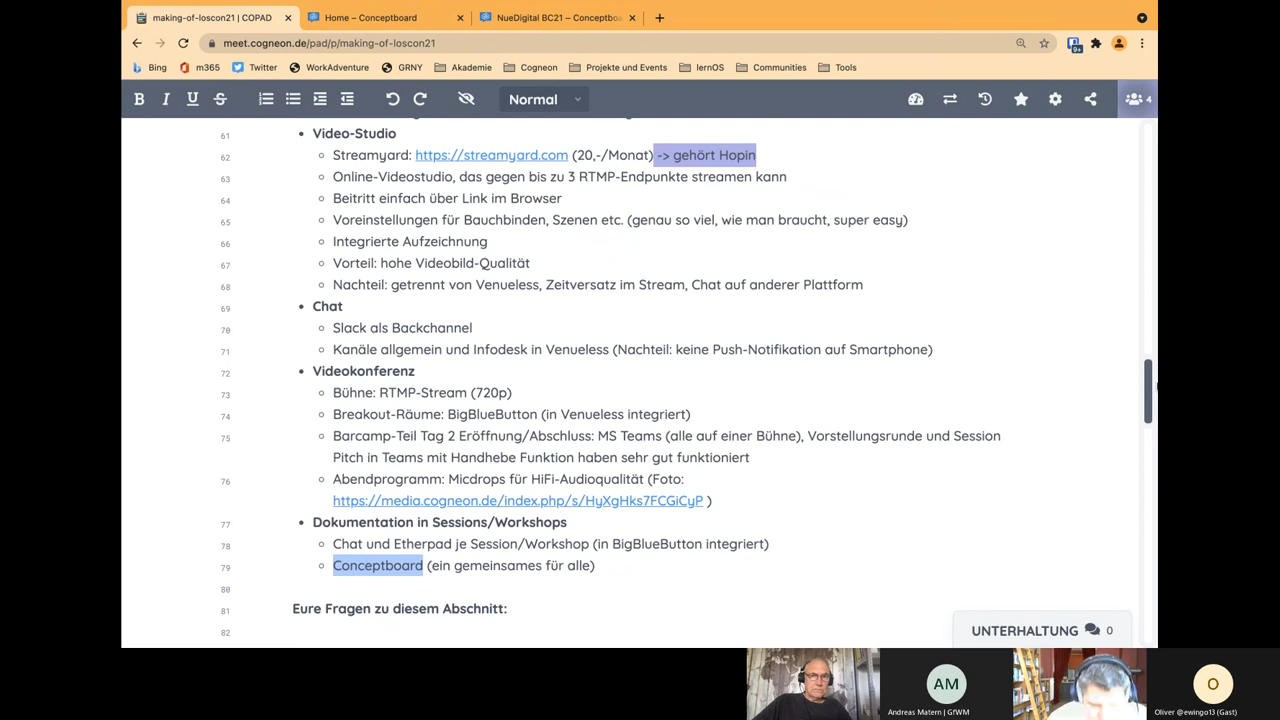 making-of-loscon21 | COPAD
Home – Conceptboard
NueDigital BC21 – Conceptboa
meet.cogneon.de/pad/p/making-of-loscon21
9+
Bing
m365
Twitter
WorkAdventure
GRNY
Akademie
Cogneon
Projekte und Events
lernOS
Communities
Tools
B I U S
Normal
4
61 • Video-Studio
62 Streamyard: https://streamyard.com (20,-/Monat) -> gehört Hopin
63 Online-Videostudio, das gegen bis zu 3 RTMP-Endpunkte streamen kann
64 Beitritt einfach über Link im Browser
65 Voreinstellungen für Bauchbinden, Szenen etc. (genau so viel, wie man braucht, super easy)
66 Integrierte Aufzeichnung
67 Vorteil: hohe Videobild-Qualität
68 Nachteil: getrennt von Venueless, Zeitversatz im Stream, Chat auf anderer Plattform
69 • Chat
70 Slack als Backchannel
71 Kanäle allgemein und Infodesk in Venueless (Nachteil: keine Push-Notifikation auf Smartphone)
72 • Videokonferenz
73 Bühne: RTMP-Stream (720p)
74 Breakout-Räume: BigBlueButton (in Venueless integriert)
75 Barcamp-Teil Tag 2 Eröffnung/Abschluss: MS Teams (alle auf einer Bühne), Vorstellungsrunde und Session
Pitch in Teams mit Handhebe Funktion haben sehr gut funktioniert
76 Abendprogramm: Micdrops für HiFi-Audioqualität (Foto:
https://media.cogneon.de/index.php/s/HyXgHks7FCGiCyP )
77 • Dokumentation in Sessions/Workshops
78 Chat und Etherpad je Session/Workshop (in BigBlueButton integriert)
79 Conceptboard (ein gemeinsames für alle)
80
81 Eure Fragen zu diesem Abschnitt:
82
UNTERHALTUNG 0
AM
Andreas Matern | GfWM
O
Oliver @ewingo13 (Gast)